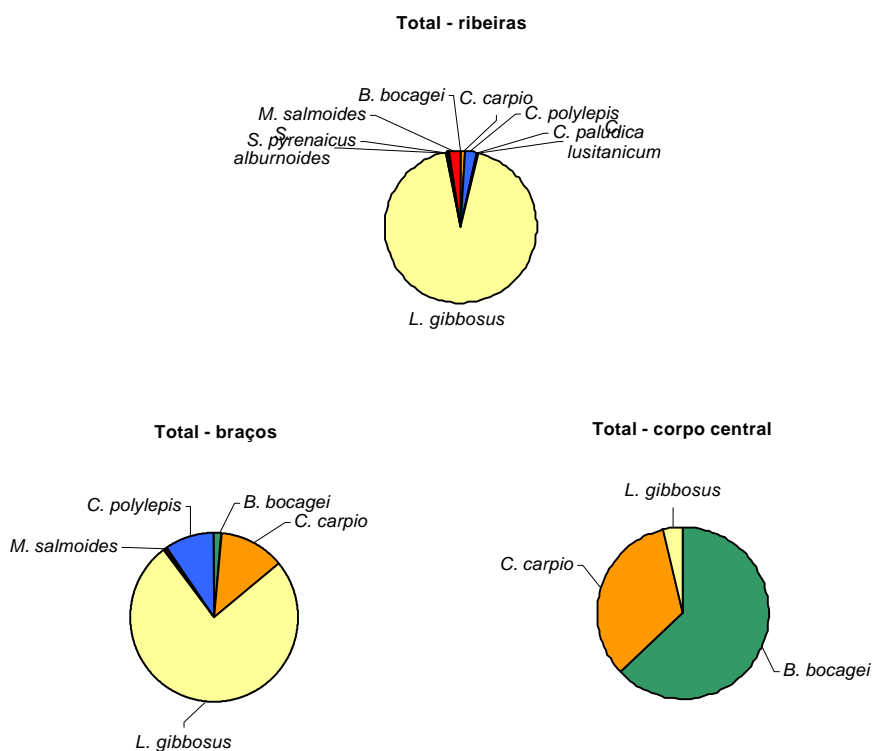 Total - ribeiras
B. bocagei
C. carpio
M. salmoides
C. polylepis
S.
C.
S. pyrenaicus
C. paludica
alburnoides
lusitanicum
L. gibbosus
Total - braços
Total - corpo central
C. polylepis
B. bocagei
C. carpio
M. salmoides
L. gibbosus
L. gibbosus
C. carpio
B. bocagei